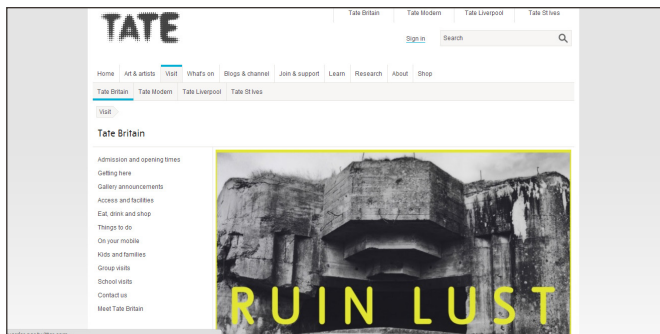 Tate Britain Tate Modern Tate Liverpool Tate St Ives
TATE
Sign in Search
Home Art & artists Visit What's on Blogs & channel Join & support Learn Research About Shop
Tate Britain Tate Modern Tate Liverpool Tate St Ives
Visit
Tate Britain
Admission and opening times
Getting here
Gallery announcements
Access and facilities
Eat, drink and shop
Things to do
On your mobile
Kids and families
Group visits
School visits
Contact us
Meet Tate Britain
RUIN LUST